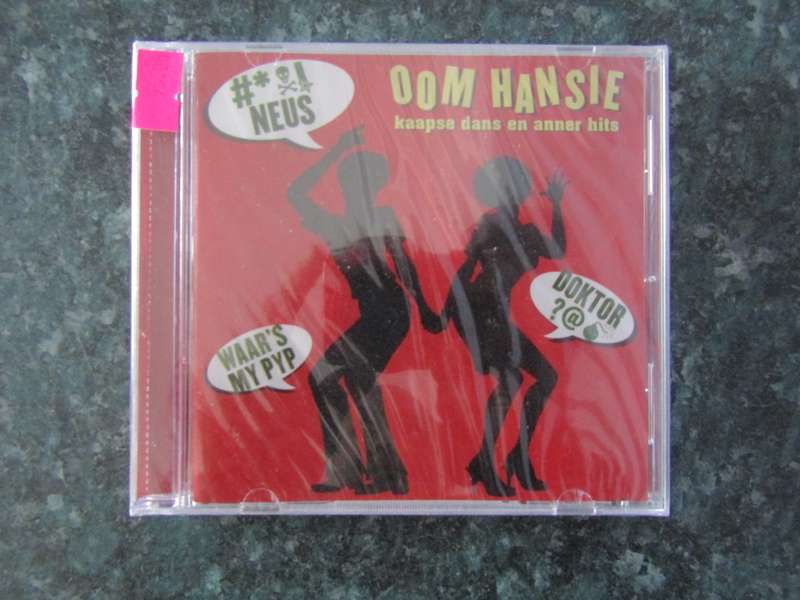 #*!
NEUS
OOM HANSIE
kaapse dans en anner hits
DOKTOR
?@
WAAR'S
MY PYP